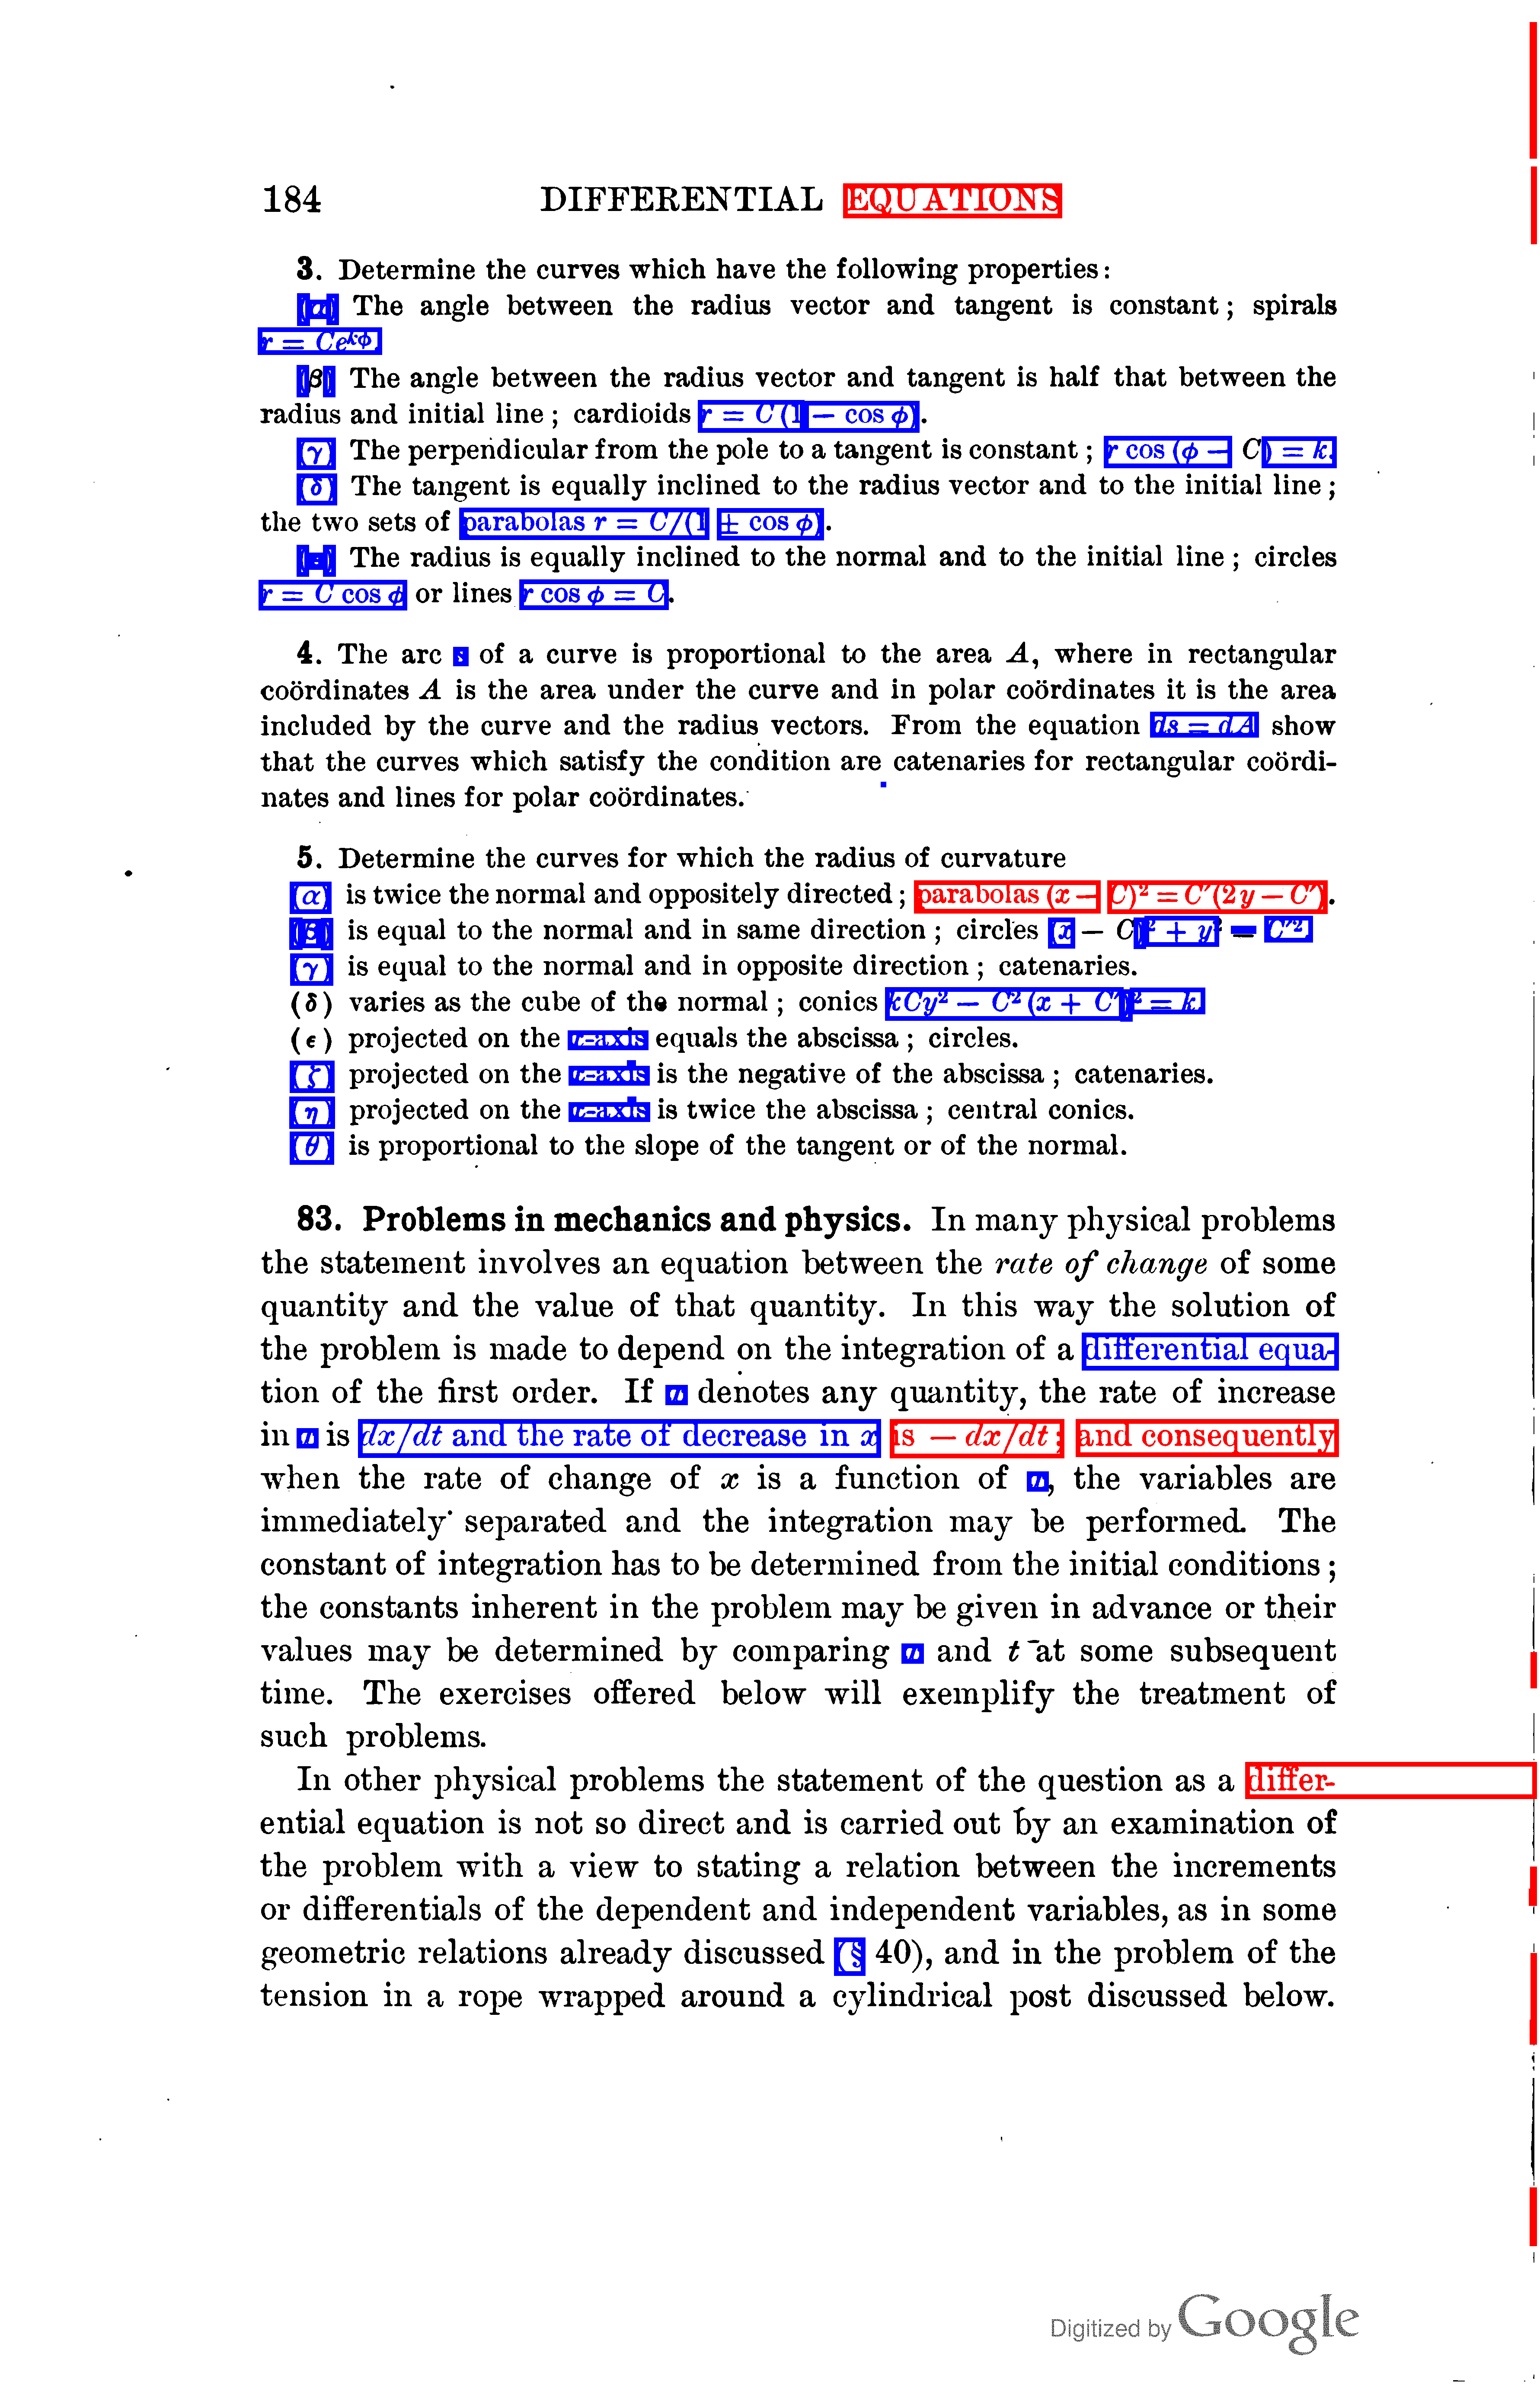 184 DIFFERENTIAL EQUATIONS
3. Determine the curves which have the following properties:
(α) The angle between the radius vector and tangent is constant; spirals
r = Ce^{kϕ}.
(β) The angle between the radius vector and tangent is half that between the
radius and initial line; cardioids r = C(1 − cos ϕ).
(γ) The perpendicular from the pole to a tangent is constant; r cos (ϕ − C) = k.
(δ) The tangent is equally inclined to the radius vector and to the initial line;
the two sets of parabolas r = C/(1 ± cos ϕ).
(ε) The radius is equally inclined to the normal and to the initial line; circles
r = C cos ϕ or lines r cos ϕ = C.
4. The arc s of a curve is proportional to the area A, where in rectangular
coördinates A is the area under the curve and in polar coördinates it is the area
included by the curve and the radius vectors. From the equation ds = dA show
that the curves which satisfy the condition are catenaries for rectangular coördi-
nates and lines for polar coördinates.
5. Determine the curves for which the radius of curvature
(α) is twice the normal and oppositely directed; parabolas (x − C)² = C′(2y − C′).
(β) is equal to the normal and in same direction; circles (x − C)² + y² = C′².
(γ) is equal to the normal and in opposite direction; catenaries.
(δ) varies as the cube of the normal; conics kCy² − C²(x + C′)² = k.
(ε) projected on the x-axis equals the abscissa; circles.
(ζ) projected on the x-axis is the negative of the abscissa; catenaries.
(η) projected on the x-axis is twice the abscissa; central conics.
(θ) is proportional to the slope of the tangent or of the normal.
83. Problems in mechanics and physics. In many physical problems
the statement involves an equation between the rate of change of some
quantity and the value of that quantity. In this way the solution of
the problem is made to depend on the integration of a differential equa-
tion of the first order. If x denotes any quantity, the rate of increase
in x is dx/dt and the rate of decrease in x is − dx/dt; and consequently
when the rate of change of x is a function of x, the variables are
immediately separated and the integration may be performed. The
constant of integration has to be determined from the initial conditions;
the constants inherent in the problem may be given in advance or their
values may be determined by comparing x and t at some subsequent
time. The exercises offered below will exemplify the treatment of
such problems.
In other physical problems the statement of the question as a differ-
ential equation is not so direct and is carried out by an examination of
the problem with a view to stating a relation between the increments
or differentials of the dependent and independent variables, as in some
geometric relations already discussed (§ 40), and in the problem of the
tension in a rope wrapped around a cylindrical post discussed below.
Digitized by Google